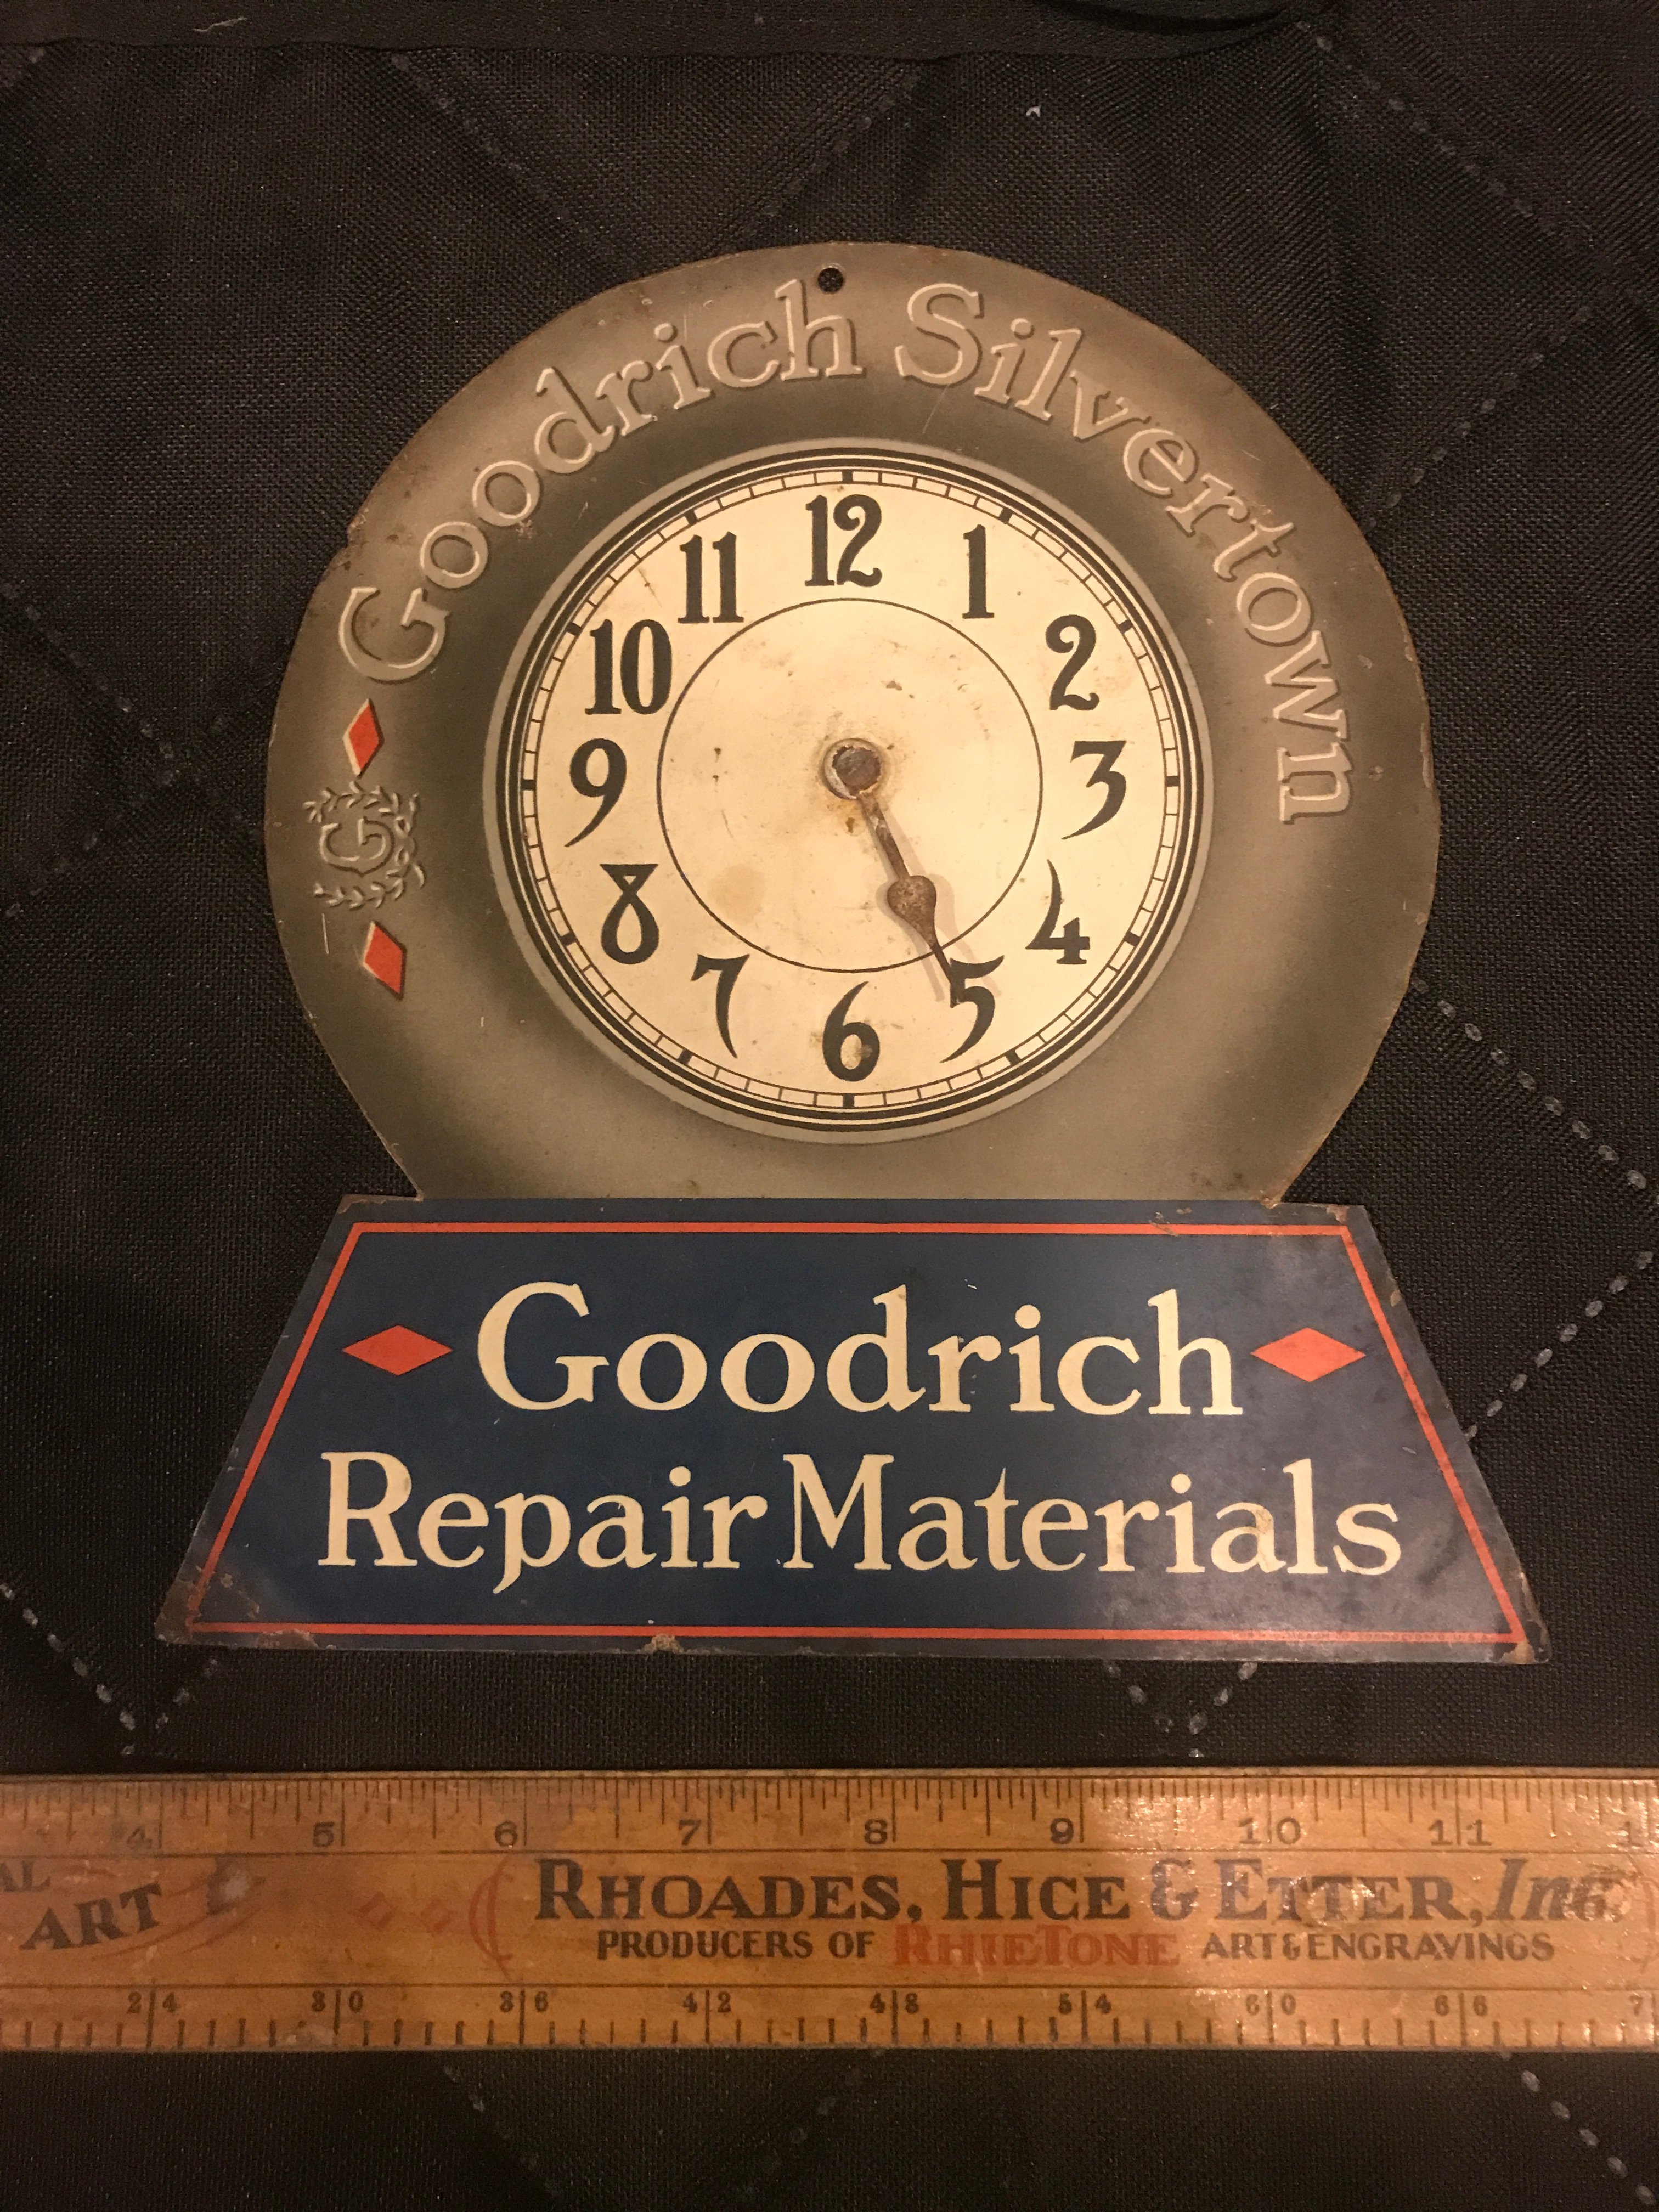 Goodrich Silvertown
12
11 1
10 2
9 3
8 4
7 5
6
G
Goodrich
Repair Materials
4 5 6 7 8 9 10 11
ART
RHOADES, HICE & ETTER, Inc.
PRODUCERS OF RHIETONE ART & ENGRAVINGS
24 30 36 42 48 54 60 66